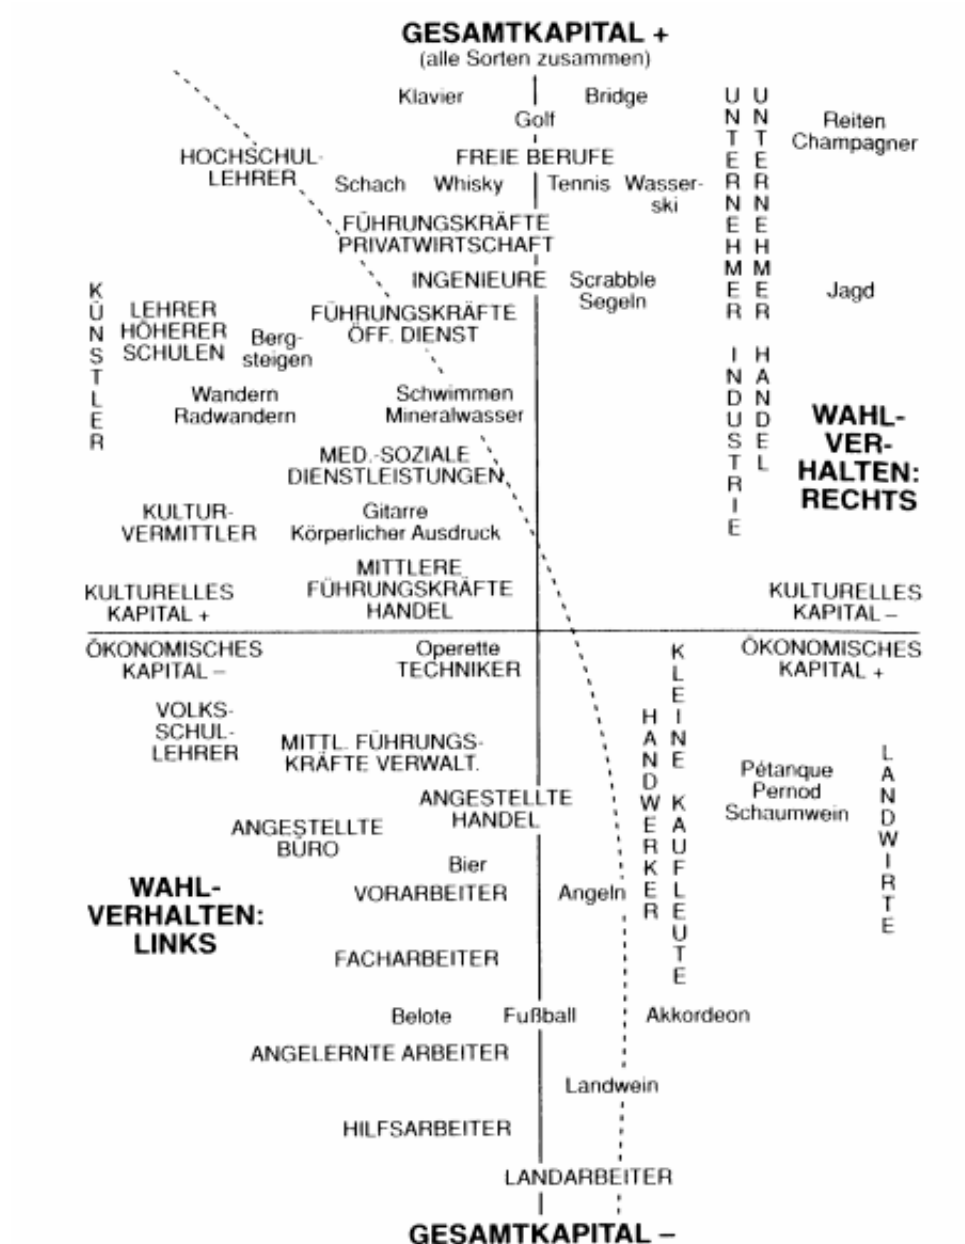 GESAMTKAPITAL +
(alle Sorten zusammen)
Klavier
Bridge
Golf
UNTERNEHMER INDUSTRIE
UNTERNEHMER HANDEL
Reiten
Champagner
HOCHSCHUL-
LEHRER
FREIE BERUFE
Schach
Whisky
Tennis
Wasser-
ski
FÜHRUNGSKRÄFTE
PRIVATWIRTSCHAFT
INGENIEURE
Scrabble
Segeln
Jagd
KÜNSTLER
LEHRER
HÖHERER
SCHULEN
Berg-
steigen
FÜHRUNGSKRÄFTE
ÖFF. DIENST
Wandern
Radwandern
Schwimmen
Mineralwasser
WAHL-
VER-
HALTEN:
RECHTS
MED.-SOZIALE
DIENSTLEISTUNGEN
KULTUR-
VERMITTLER
Gitarre
Körperlicher Ausdruck
MITTLERE
FÜHRUNGSKRÄFTE
HANDEL
KULTURELLES
KAPITAL +
KULTURELLES
KAPITAL –
ÖKONOMISCHES
KAPITAL –
Operette
TECHNIKER
ÖKONOMISCHES
KAPITAL +
VOLKS-
SCHUL-
LEHRER
MITTL. FÜHRUNGS-
KRÄFTE VERWALT.
HANDWERKER
KLEINE KAUFLEUTE
Pétanque
Pernod
Schaumwein
LANDWIRTE
ANGESTELLTE
HANDEL
ANGESTELLTE
BÜRO
Bier
WAHL-
VERHALTEN:
LINKS
VORARBEITER
Angeln
FACHARBEITER
Belote
Fußball
Akkordeon
ANGELERNTE ARBEITER
Landwein
HILFSARBEITER
LANDARBEITER
GESAMTKAPITAL –